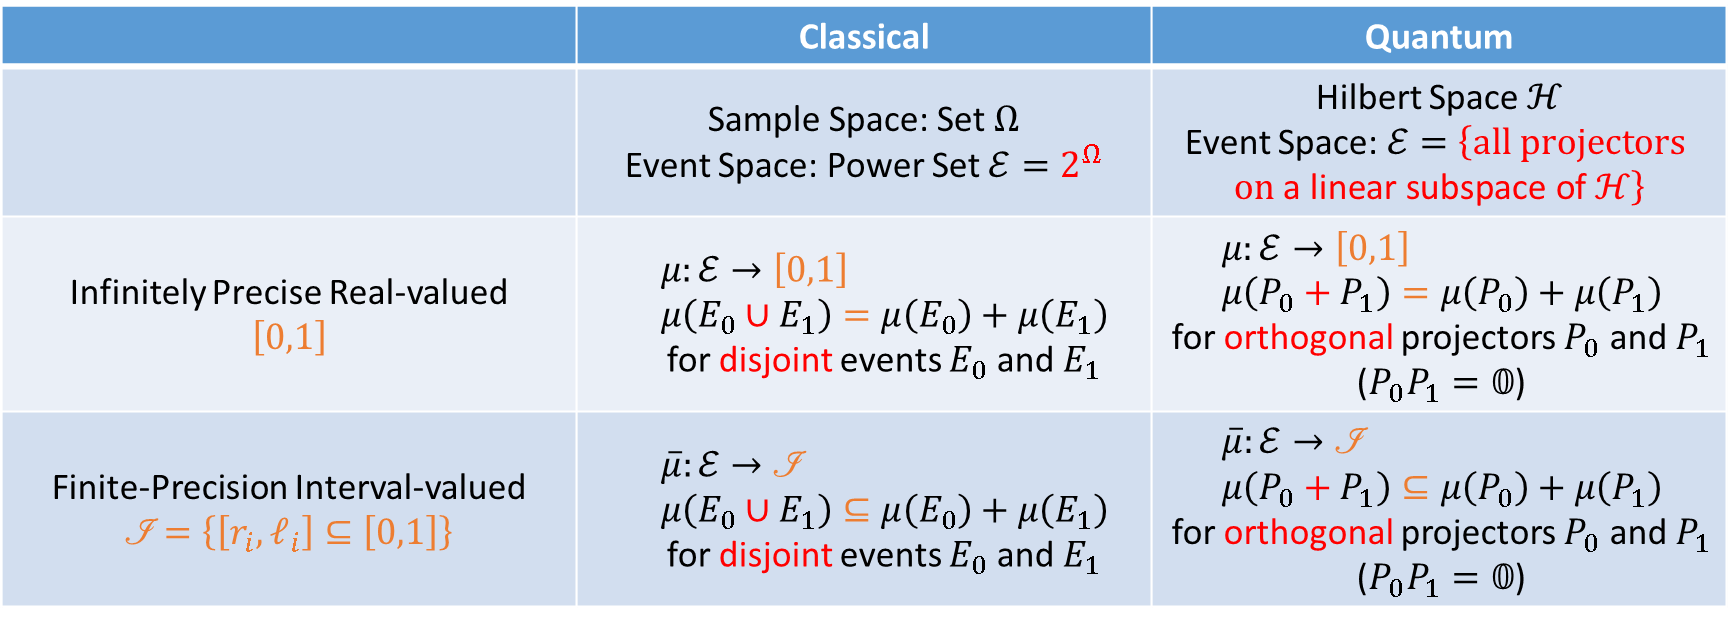 Classical
Quantum
Sample Space: Set Ω
Event Space: Power Set ℰ = 2^Ω
Hilbert Space ℋ
Event Space: ℰ = {all projectors
on a linear subspace of ℋ}
Infinitely Precise Real-valued
[0,1]
μ: ℰ → [0,1]
μ(E₀ ∪ E₁) = μ(E₀) + μ(E₁)
for disjoint events E₀ and E₁
μ: ℰ → [0,1]
μ(P₀ + P₁) = μ(P₀) + μ(P₁)
for orthogonal projectors P₀ and P₁
(P₀P₁ = 𝟘)
Finite-Precision Interval-valued
ℐ = {[rᵢ, ℓᵢ] ⊆ [0,1]}
μ̄: ℰ → ℐ
μ(E₀ ∪ E₁) ⊆ μ(E₀) + μ(E₁)
for disjoint events E₀ and E₁
μ̄: ℰ → ℐ
μ(P₀ + P₁) ⊆ μ(P₀) + μ(P₁)
for orthogonal projectors P₀ and P₁
(P₀P₁ = 𝟘)